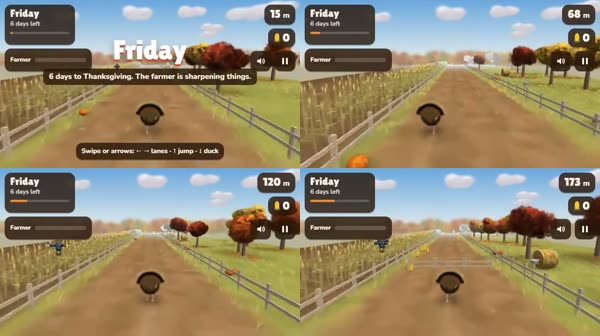 Friday
6 days left
Farmer
15 m
0
Friday
6 days to Thanksgiving. The farmer is sharpening things.
Swipe or arrows: ← → lanes · ↑ jump · ↓ duck
Friday
6 days left
Farmer
68 m
0
Friday
6 days left
Farmer
120 m
0
Friday
6 days left
Farmer
173 m
0